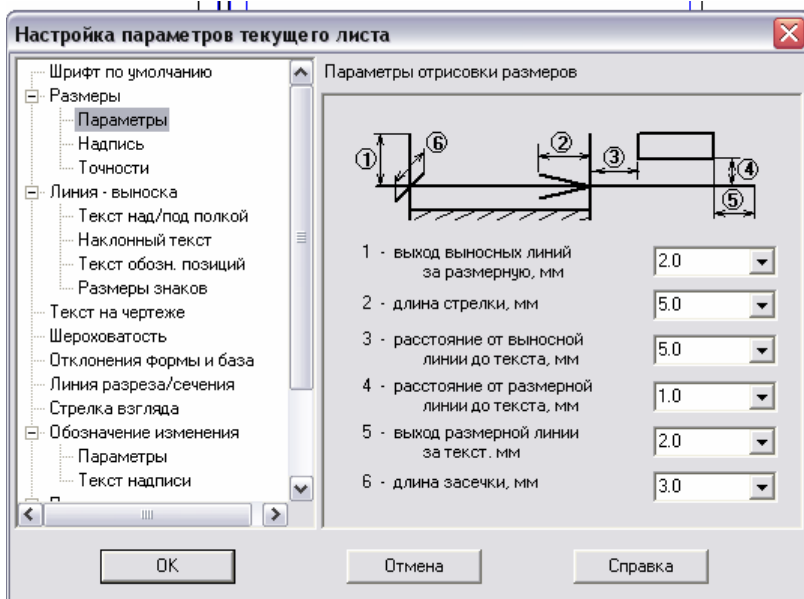 Настройка параметров текущего листа
Шрифт по умолчанию
Размеры
Параметры
Надпись
Точности
Линия - выноска
Текст над/под полкой
Наклонный текст
Текст обозн. позиций
Размеры знаков
Текст на чертеже
Шероховатость
Отклонения формы и база
Линия разреза/сечения
Стрелка взгляда
Обозначение изменения
Параметры
Текст надписи
Параметры отрисовки размеров
1 6 2 3 4 5
1 - выход выносных линий
за размерную, мм
2.0
2 - длина стрелки, мм
5.0
3 - расстояние от выносной
линии до текста, мм
5.0
4 - расстояние от размерной
линии до текста, мм
1.0
5 - выход размерной линии
за текст. мм
2.0
6 - длина засечки, мм
3.0
OK
Отмена
Справка